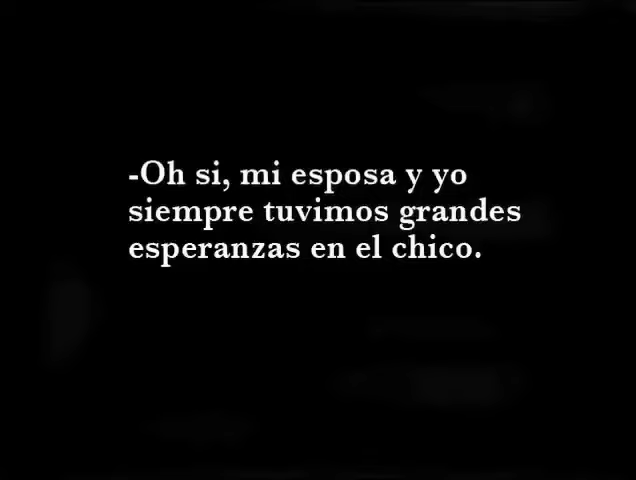 -Oh si, mi esposa y yo
siempre tuvimos grandes
esperanzas en el chico.